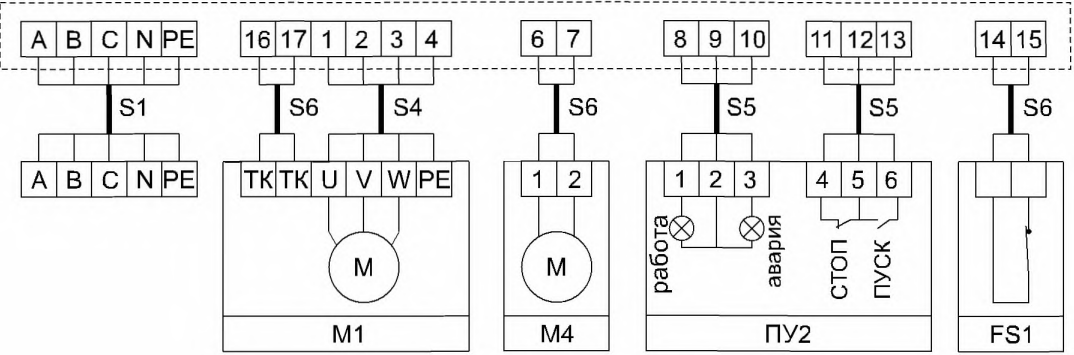 A B C N PE 16 17 1 2 3 4 6 7 8 9 10 11 12 13 14 15
S1 S6 S4 S6 S5 S5 S6
A B C N PE ТК ТК U V W PE 1 2 1 2 3 4 5 6
работа авария СТОП ПУСК
М М
М1 М4 ПУ2 FS1